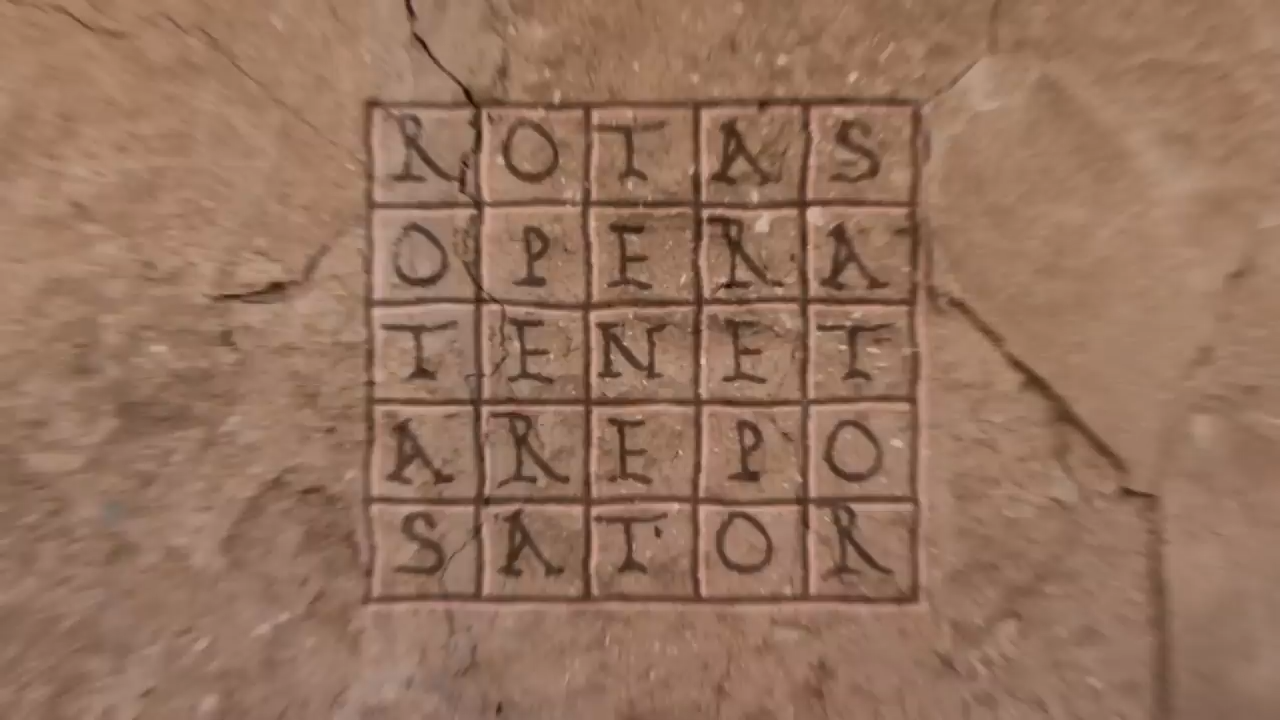 ROTAS
OPERA
TENET
AREPO
SATOR